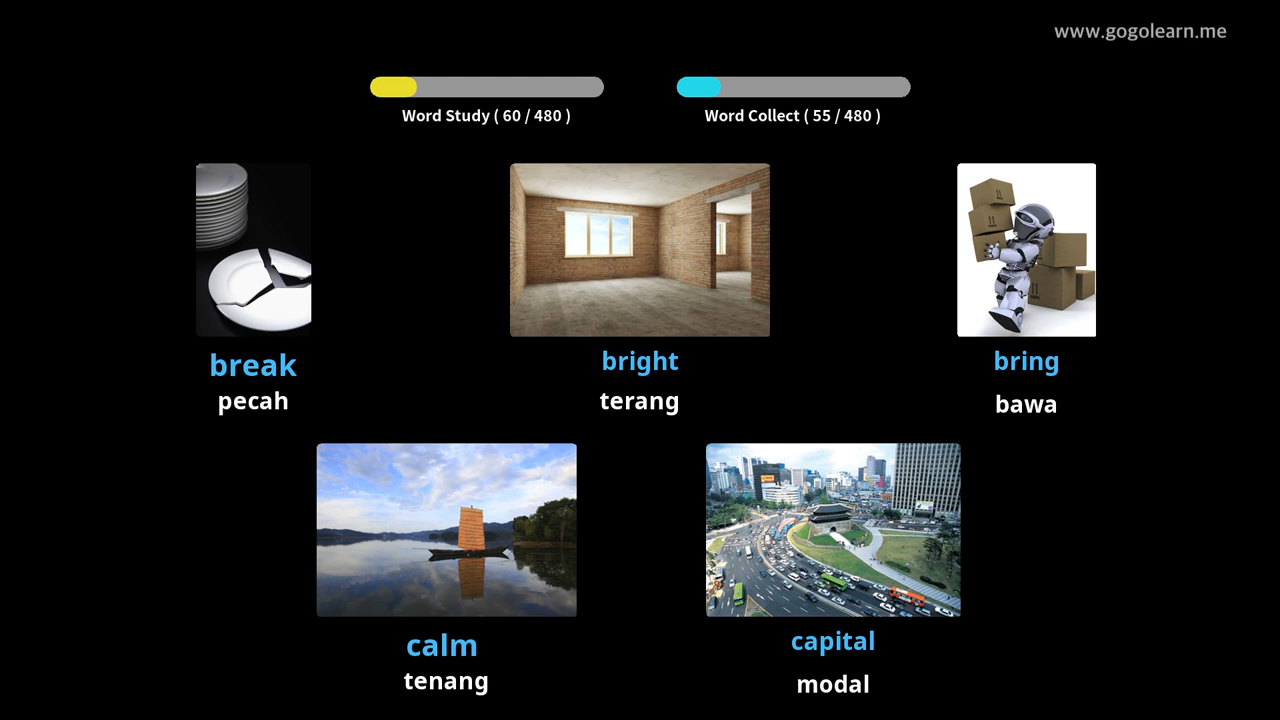 www.gogolearn.me
Word Study ( 60 / 480 )
Word Collect ( 55 / 480 )
break
pecah
bright
terang
bring
bawa
calm
tenang
capital
modal